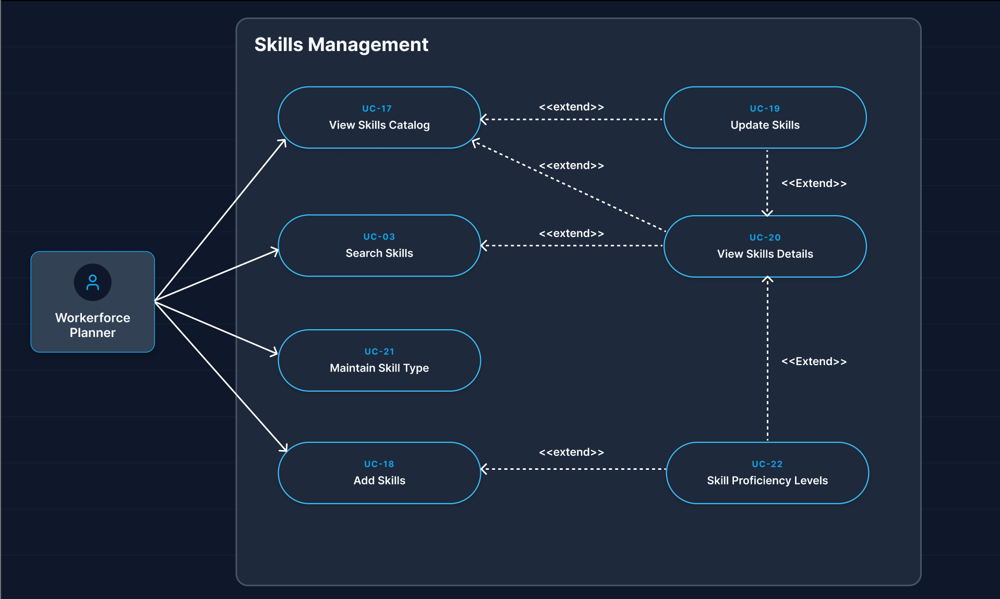 Skills Management
UC-17
View Skills Catalog
<<extend>>
UC-19
Update Skills
<<extend>>
<<Extend>>
UC-03
Search Skills
<<extend>>
UC-20
View Skills Details
Workerforce
Planner
UC-21
Maintain Skill Type
<<Extend>>
UC-18
Add Skills
<<extend>>
UC-22
Skill Proficiency Levels